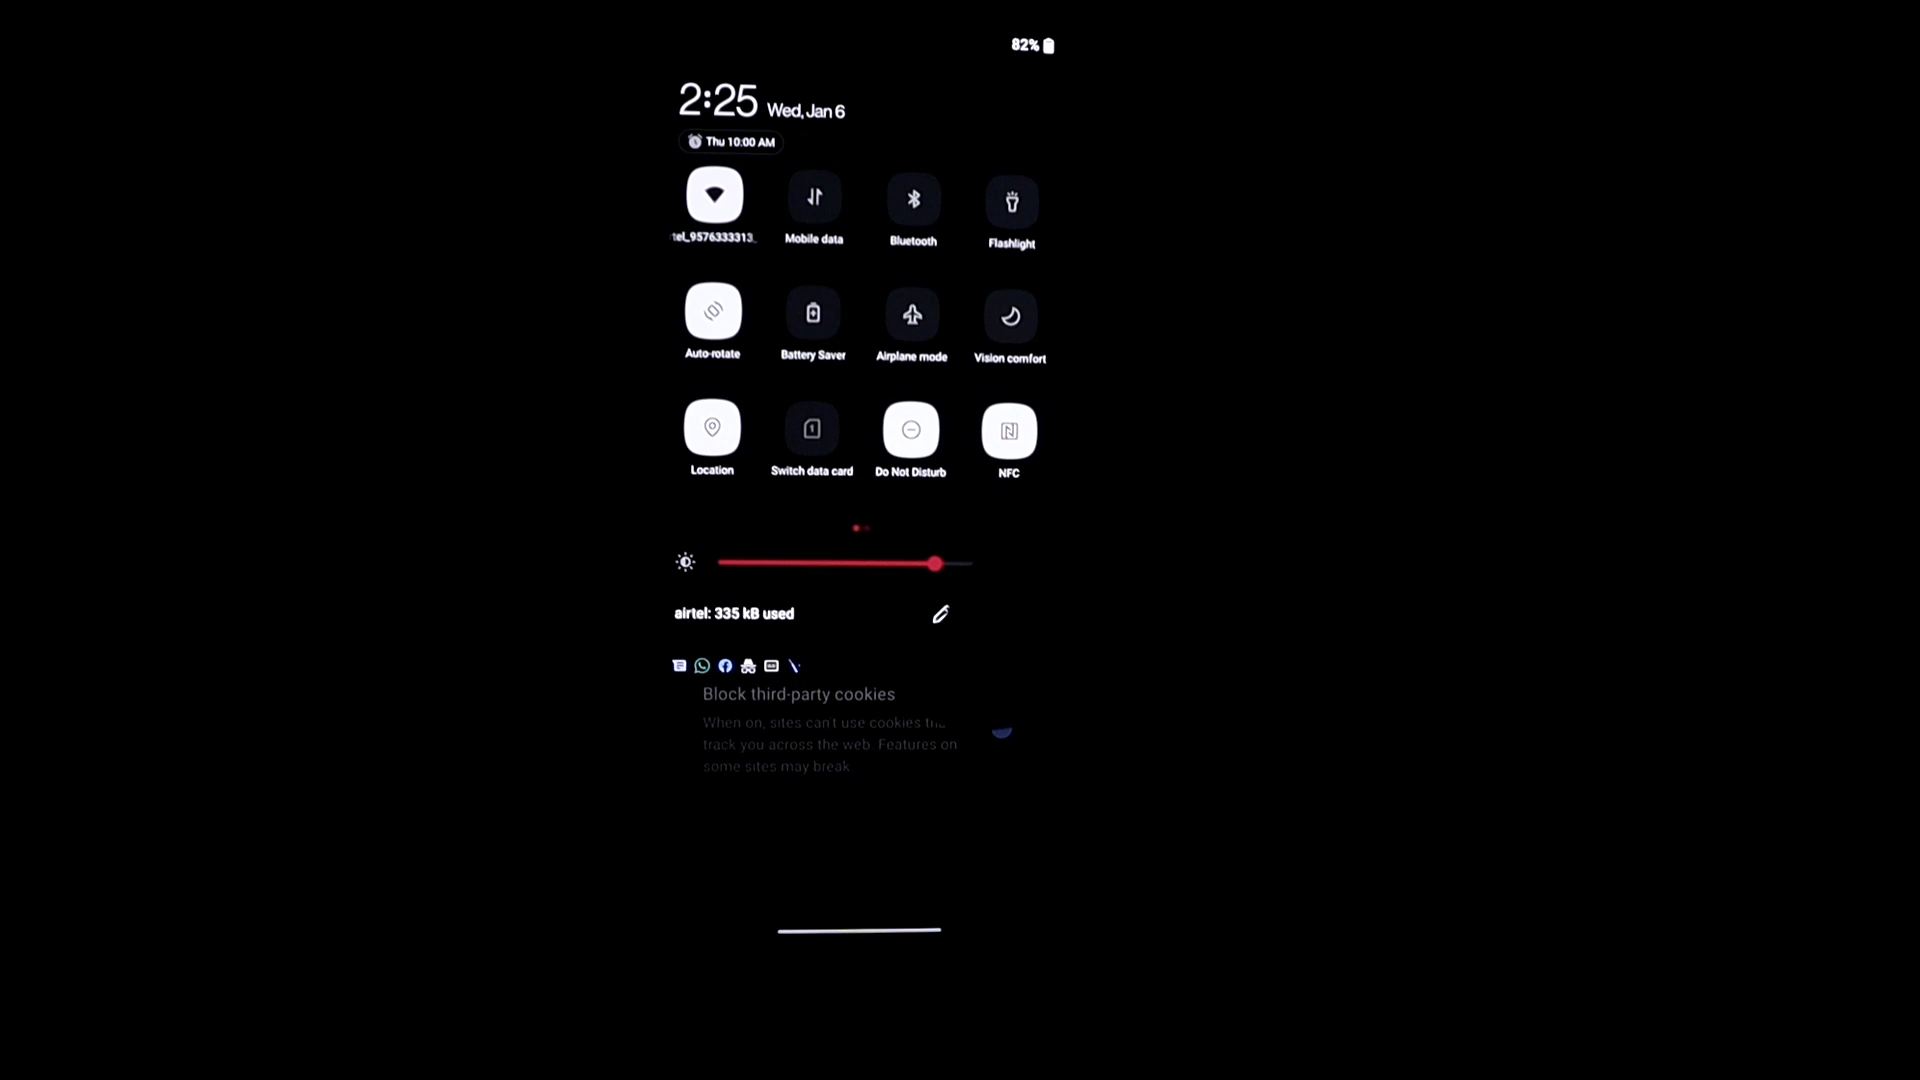 82%
2:25 Wed, Jan 6
Thu 10:00 AM
tel_9576333313_ Mobile data Bluetooth Flashlight
Auto-rotate Battery Saver Airplane mode Vision comfort
Location Switch data card Do Not Disturb NFC
airtel: 335 kB used
Block third-party cookies
When on, sites can't use cookies
track you across the web. Features on
some sites may break.